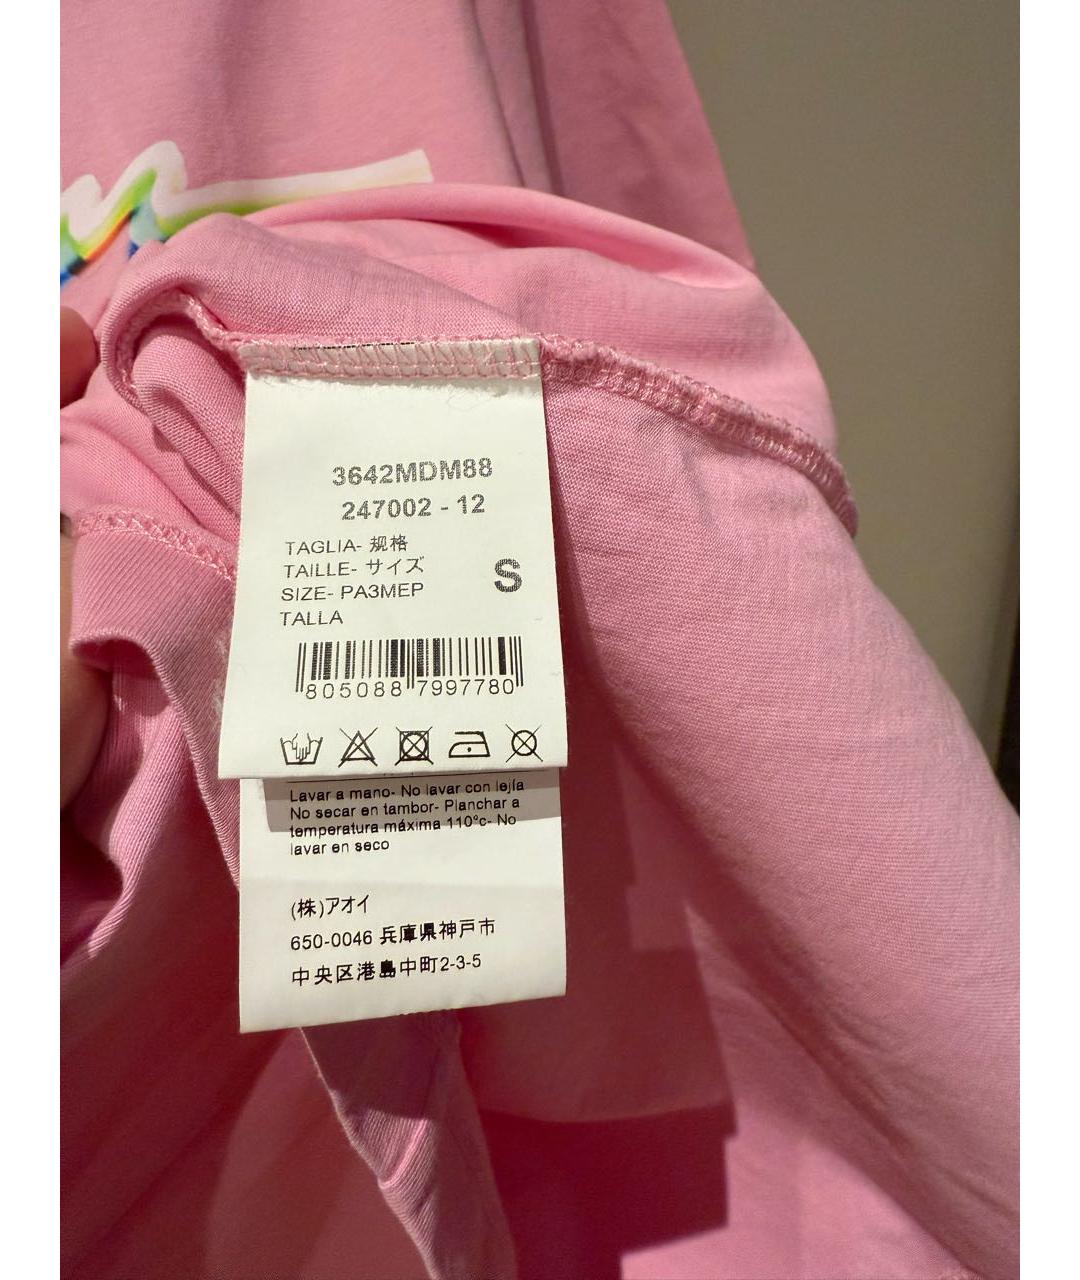 3642MDM88
247002 - 12
TAGLIA- 规格
TAILLE- サイズ
SIZE- PA3MEP
TALLA
S
805088 799778 0
Lavar a mano- No lavar con lejía
No secar en tambor- Planchar a
temperatura máxima 110°c- No
lavar en seco
(株)アオイ
650-0046 兵庫県神戸市
中央区港島中町2-3-5